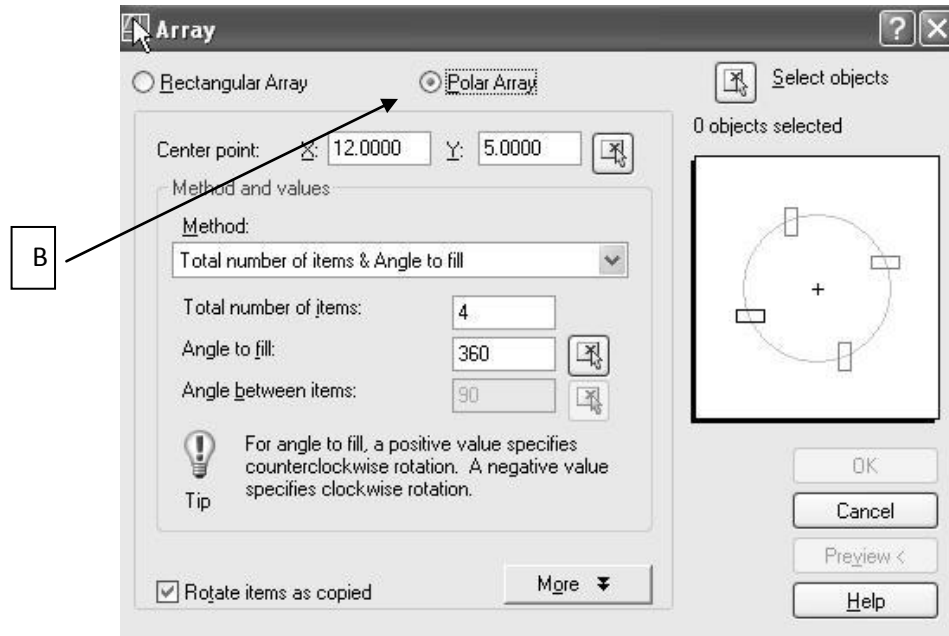 Array
Rectangular Array
Polar Array
Select objects
0 objects selected
Center point: X: 12.0000 Y: 5.0000
Method and values
B
Method:
Total number of items & Angle to fill
Total number of items: 4
Angle to fill: 360
Angle between items: 90
For angle to fill, a positive value specifies
counterclockwise rotation. A negative value
specifies clockwise rotation.
Tip
Rotate items as copied
More
OK
Cancel
Preview <
Help